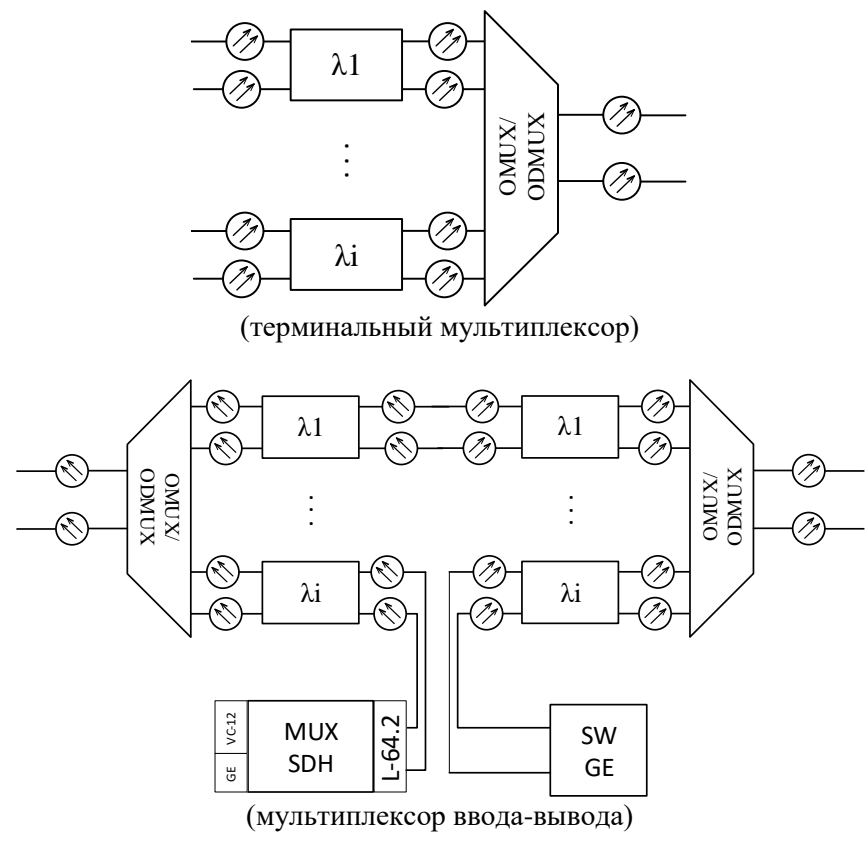 λ1
OMUX/
ODMUX
⋮
λi
(терминальный мультиплексор)
OMUX/
ODMUX
λ1
λ1
OMUX/
ODMUX
⋮
⋮
λi
λi
VC-12
GE
MUX
SDH
L-64.2
SW
GE
(мультиплексор ввода-вывода)